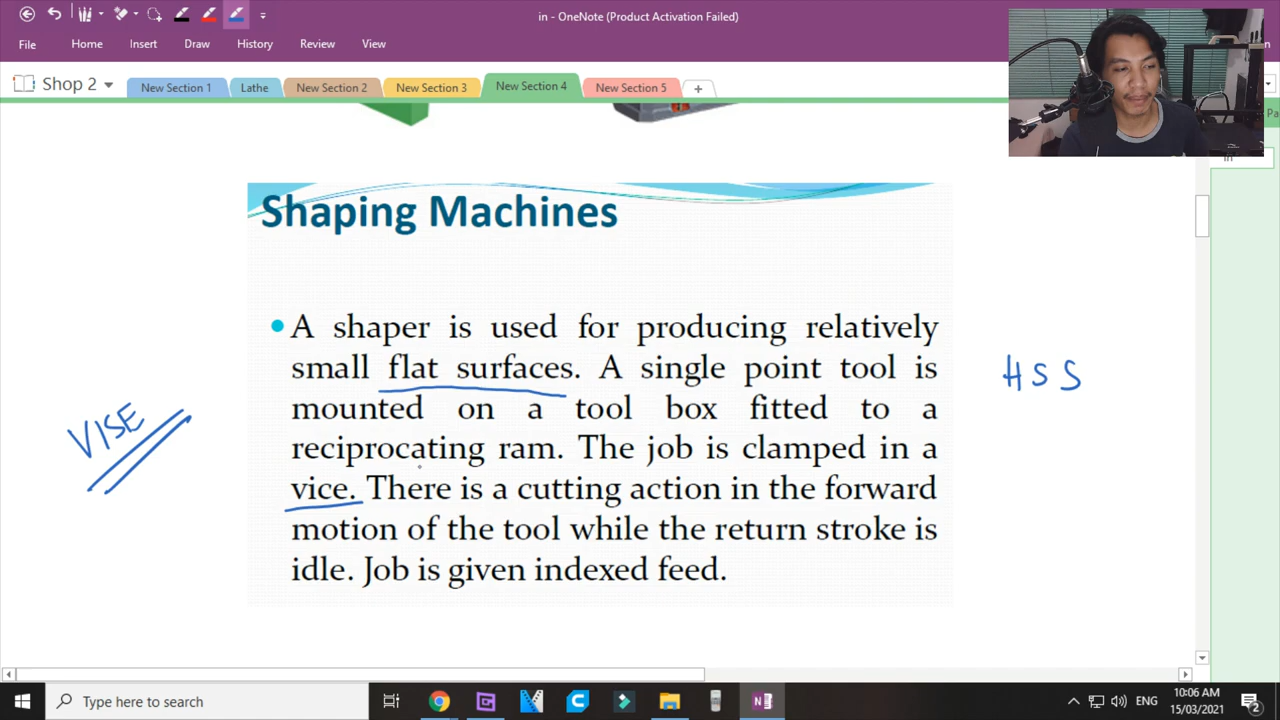 in - OneNote (Product Activation Failed)
File Home Insert Draw History Review View
Shop 2 New Section 1 Lathe New Section 2 New Section 3 New Section 4 New Section 5 +
in
Shaping Machines
• A shaper is used for producing relatively
small flat surfaces. A single point tool is
mounted on a tool box fitted to a
reciprocating ram. The job is clamped in a
vice. There is a cutting action in the forward
motion of the tool while the return stroke is
idle. Job is given indexed feed.
VISE
HSS
Type here to search
ENG
10:06 AM
15/03/2021
2